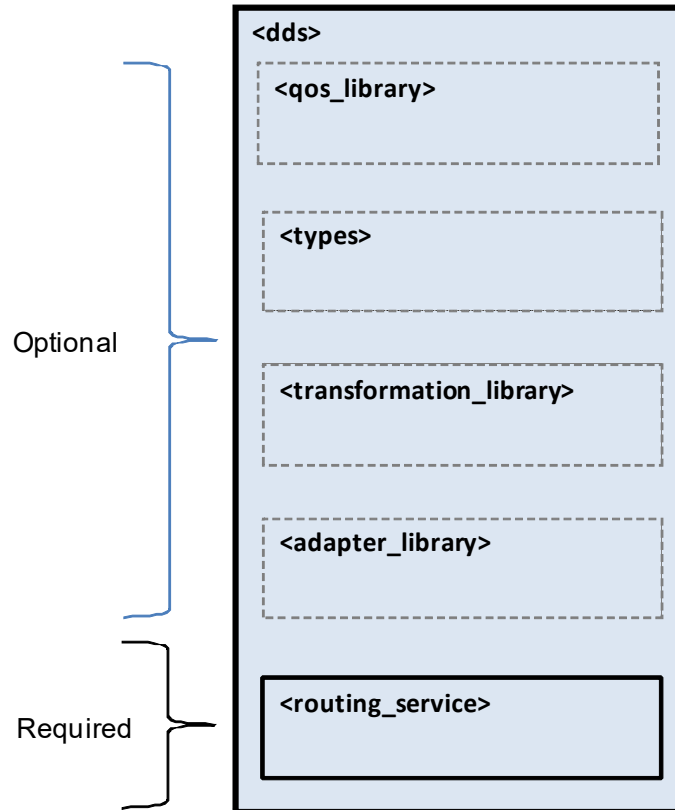 <dds>
<qos_library>
<types>
Optional
<transformation_library>
<adapter_library>
<routing_service>
Required